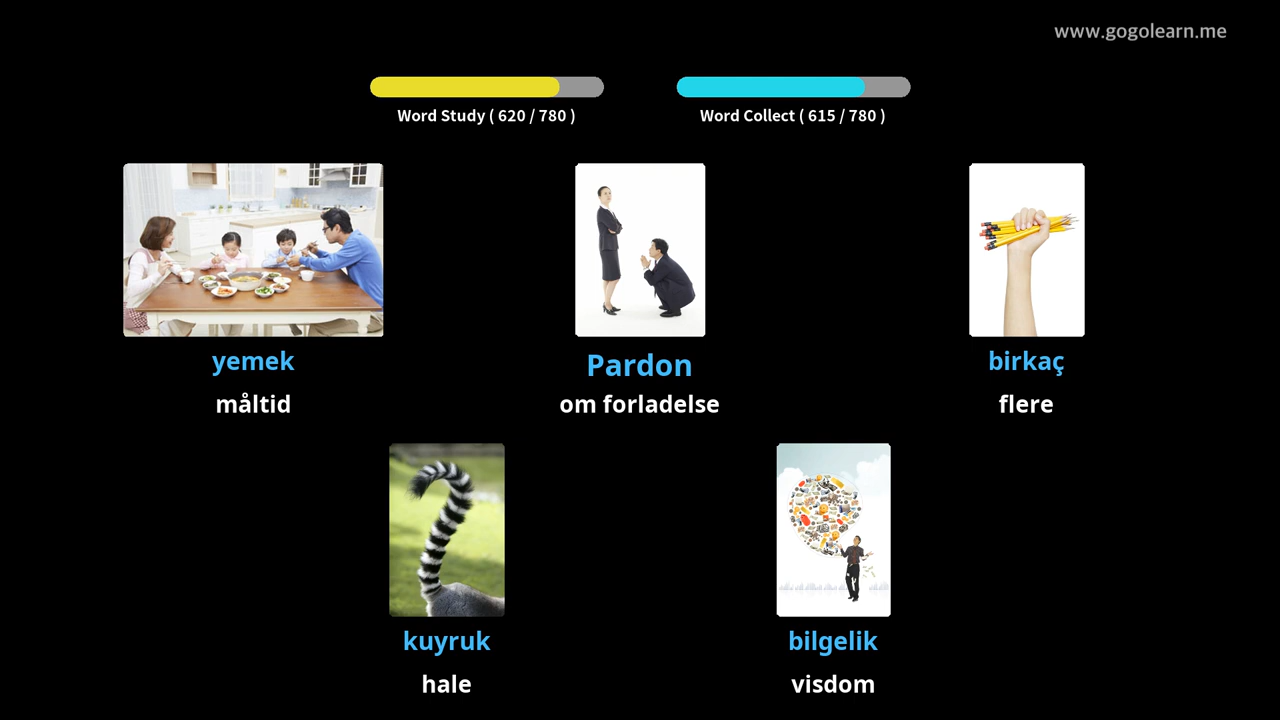 www.gogolearn.me
Word Study ( 620 / 780 )
Word Collect ( 615 / 780 )
yemek
måltid
Pardon
om forladelse
birkaç
flere
kuyruk
hale
bilgelik
visdom